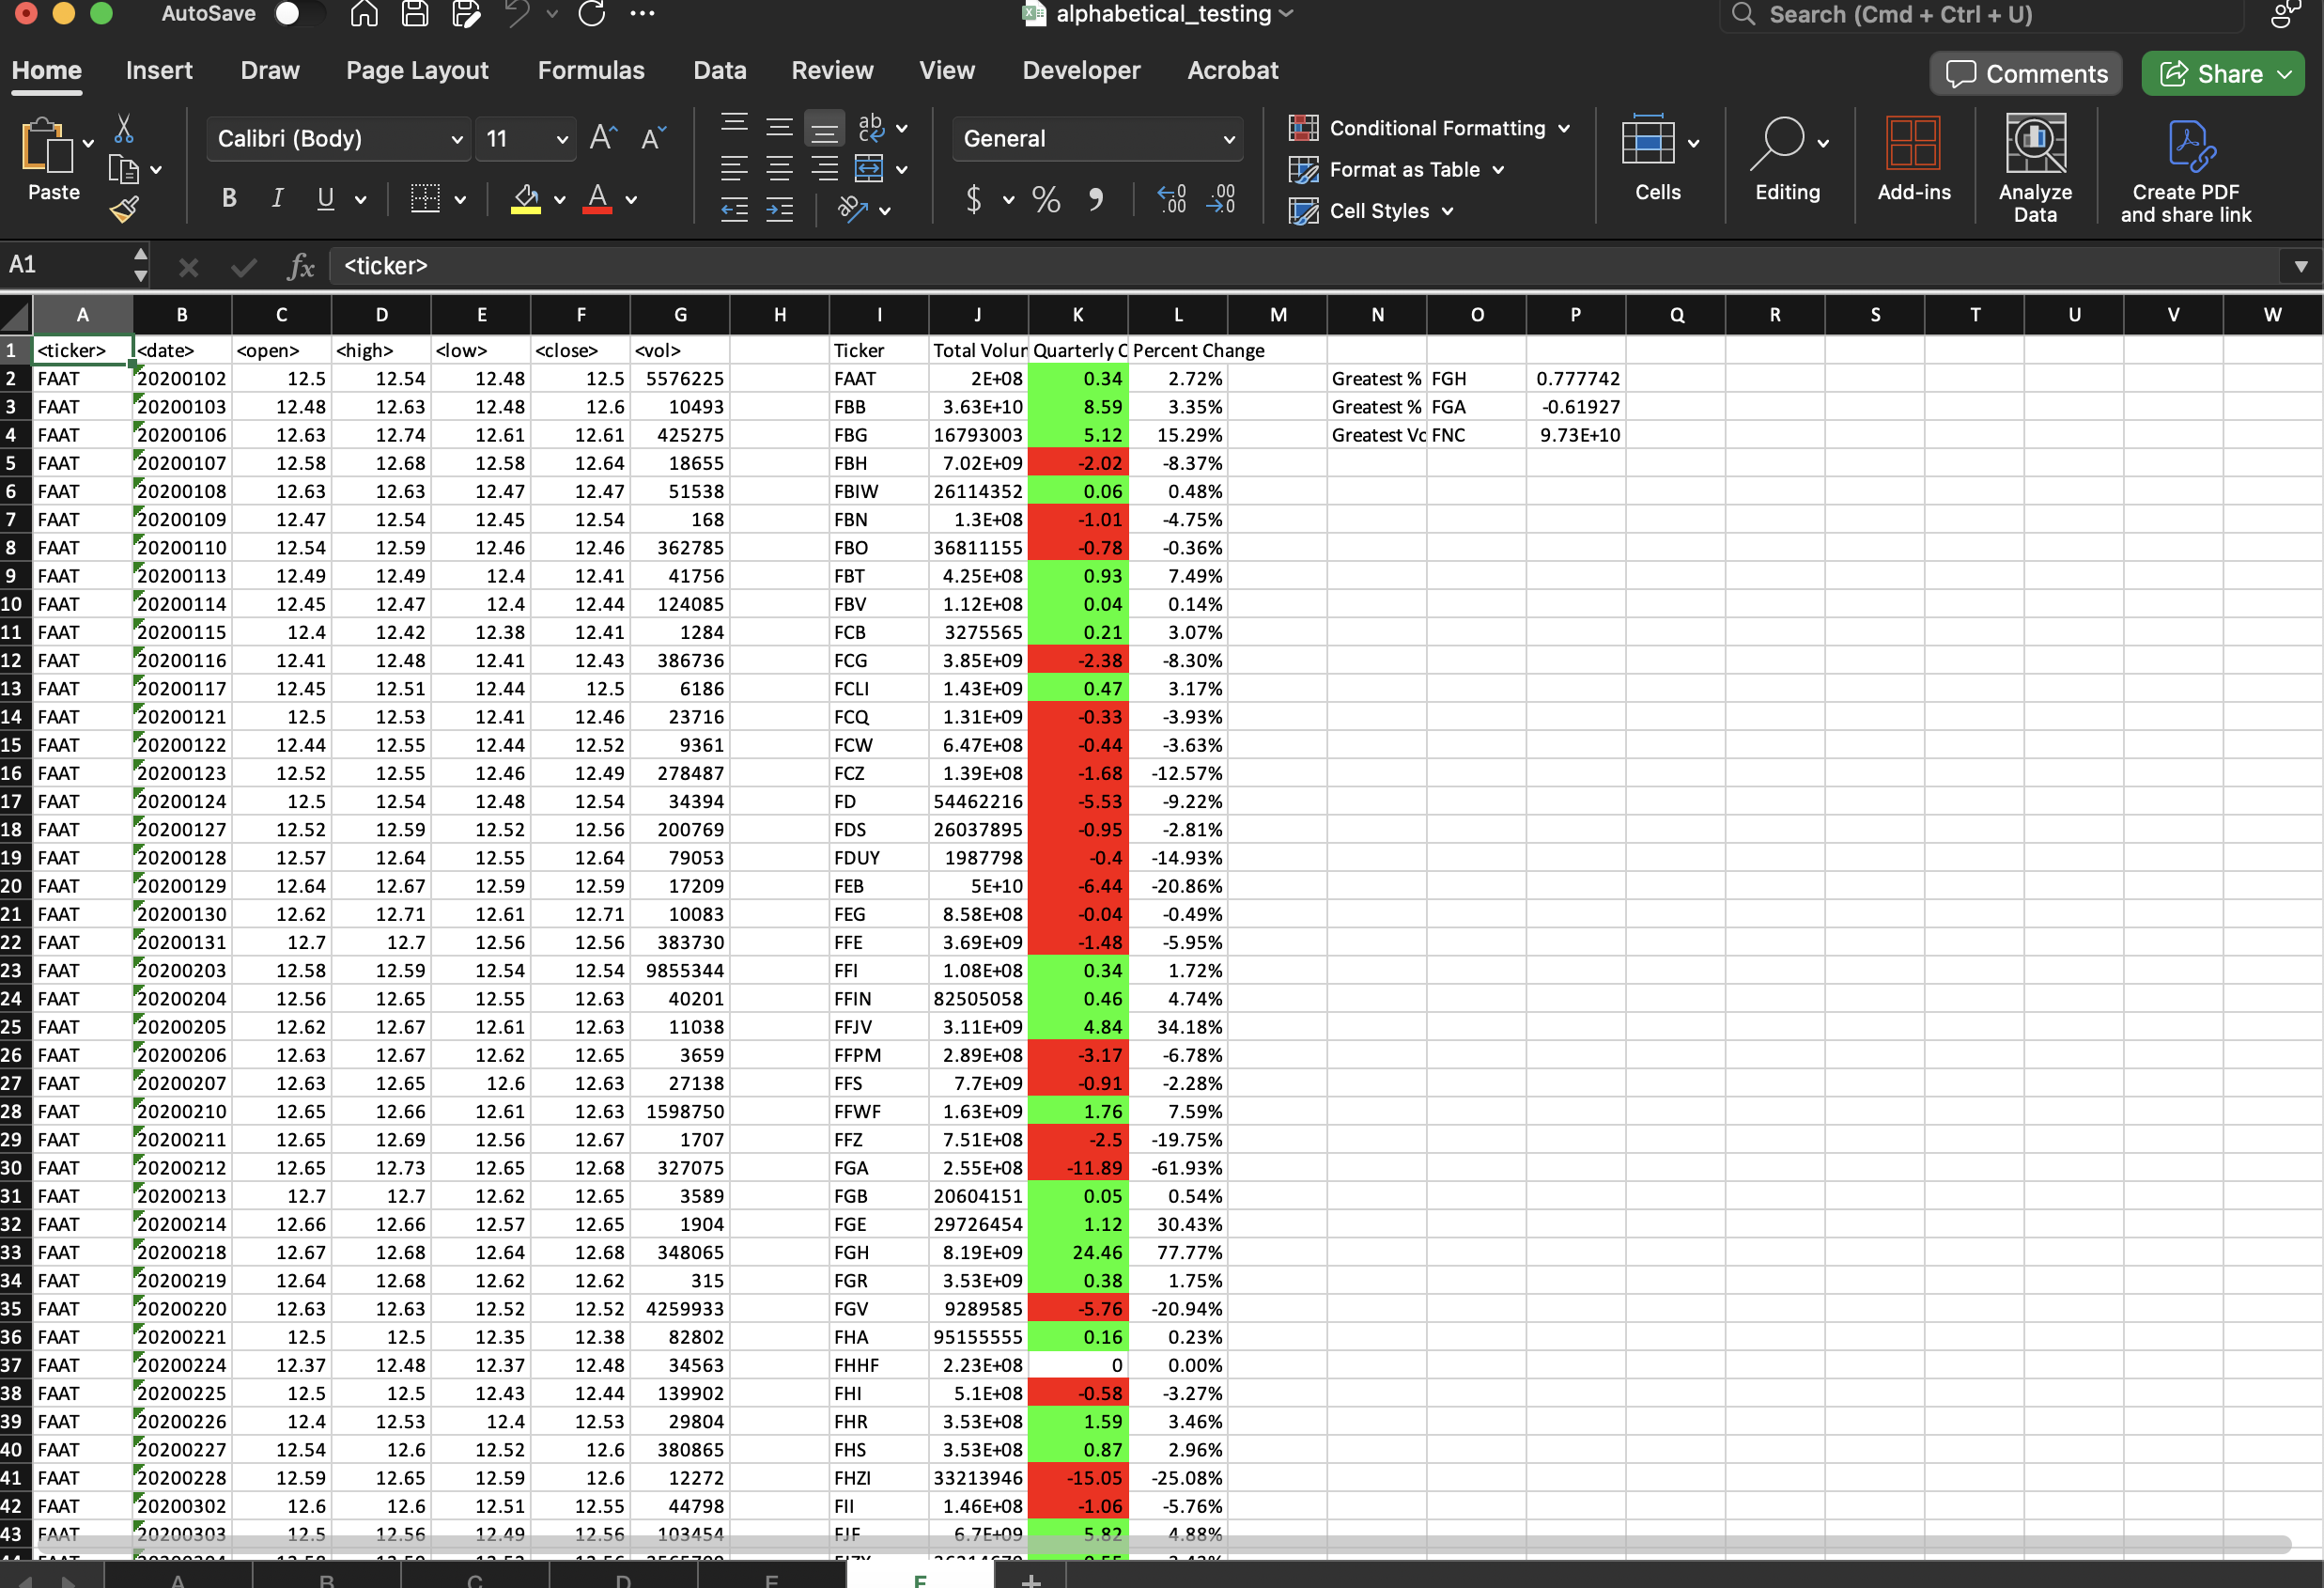 AutoSave alphabetical_testing Search (Cmd + Ctrl + U)
Home Insert Draw Page Layout Formulas Data Review View Developer Acrobat Comments Share
Paste Calibri (Body) 11 General Conditional Formatting Format as Table Cell Styles Cells Editing Add-ins Analyze Data Create PDF and share link
A1 fx <ticker>
A B C D E F G H I J K L M N O P Q R S T U V W
1 <ticker> <date> <open> <high> <low> <close> <vol> Ticker Total Volur Quarterly C Percent Change
2 FAAT 20200102 12.5 12.54 12.48 12.5 5576225 FAAT 2E+08 0.34 2.72% Greatest % FGH 0.777742
3 FAAT 20200103 12.48 12.63 12.48 12.6 10493 FBB 3.63E+10 8.59 3.35% Greatest % FGA -0.61927
4 FAAT 20200106 12.63 12.74 12.61 12.61 425275 FBG 16793003 5.12 15.29% Greatest Vc FNC 9.73E+10
5 FAAT 20200107 12.58 12.68 12.58 12.64 18655 FBH 7.02E+09 -2.02 -8.37%
6 FAAT 20200108 12.63 12.63 12.47 12.47 51538 FBIW 26114352 0.06 0.48%
7 FAAT 20200109 12.47 12.54 12.45 12.54 168 FBN 1.3E+08 -1.01 -4.75%
8 FAAT 20200110 12.54 12.59 12.46 12.46 362785 FBO 36811155 -0.78 -0.36%
9 FAAT 20200113 12.49 12.49 12.4 12.41 41756 FBT 4.25E+08 0.93 7.49%
10 FAAT 20200114 12.45 12.47 12.4 12.44 124085 FBV 1.12E+08 0.04 0.14%
11 FAAT 20200115 12.4 12.42 12.38 12.41 1284 FCB 3275565 0.21 3.07%
12 FAAT 20200116 12.41 12.48 12.41 12.43 386736 FCG 3.85E+09 -2.38 -8.30%
13 FAAT 20200117 12.45 12.51 12.44 12.5 6186 FCLI 1.43E+09 0.47 3.17%
14 FAAT 20200121 12.5 12.53 12.41 12.46 23716 FCQ 1.31E+09 -0.33 -3.93%
15 FAAT 20200122 12.44 12.55 12.44 12.52 9361 FCW 6.47E+08 -0.44 -3.63%
16 FAAT 20200123 12.52 12.55 12.46 12.49 278487 FCZ 1.39E+08 -1.68 -12.57%
17 FAAT 20200124 12.5 12.54 12.48 12.54 34394 FD 54462216 -5.53 -9.22%
18 FAAT 20200127 12.52 12.59 12.52 12.56 200769 FDS 26037895 -0.95 -2.81%
19 FAAT 20200128 12.57 12.64 12.55 12.64 79053 FDUY 1987798 -0.4 -14.93%
20 FAAT 20200129 12.64 12.67 12.59 12.59 17209 FEB 5E+10 -6.44 -20.86%
21 FAAT 20200130 12.62 12.71 12.61 12.71 10083 FEG 8.58E+08 -0.04 -0.49%
22 FAAT 20200131 12.7 12.7 12.56 12.56 383730 FFE 3.69E+09 -1.48 -5.95%
23 FAAT 20200203 12.58 12.59 12.54 12.54 9855344 FFI 1.08E+08 0.34 1.72%
24 FAAT 20200204 12.56 12.65 12.55 12.63 40201 FFIN 82505058 0.46 4.74%
25 FAAT 20200205 12.62 12.67 12.61 12.63 11038 FFJV 3.11E+09 4.84 34.18%
26 FAAT 20200206 12.63 12.67 12.62 12.65 3659 FFPM 2.89E+08 -3.17 -6.78%
27 FAAT 20200207 12.63 12.65 12.6 12.63 27138 FFS 7.7E+09 -0.91 -2.28%
28 FAAT 20200210 12.65 12.66 12.61 12.63 1598750 FFWF 1.63E+09 1.76 7.59%
29 FAAT 20200211 12.65 12.69 12.56 12.67 1707 FFZ 7.51E+08 -2.5 -19.75%
30 FAAT 20200212 12.65 12.73 12.65 12.68 327075 FGA 2.55E+08 -11.89 -61.93%
31 FAAT 20200213 12.7 12.7 12.62 12.65 3589 FGB 20604151 0.05 0.54%
32 FAAT 20200214 12.66 12.66 12.57 12.65 1904 FGE 29726454 1.12 30.43%
33 FAAT 20200218 12.67 12.68 12.64 12.68 348065 FGH 8.19E+09 24.46 77.77%
34 FAAT 20200219 12.64 12.68 12.62 12.62 315 FGR 3.53E+09 0.38 1.75%
35 FAAT 20200220 12.63 12.63 12.52 12.52 4259933 FGV 9289585 -5.76 -20.94%
36 FAAT 20200221 12.5 12.5 12.35 12.38 82802 FHA 95155555 0.16 0.23%
37 FAAT 20200224 12.37 12.48 12.37 12.48 34563 FHHF 2.23E+08 0 0.00%
38 FAAT 20200225 12.5 12.5 12.43 12.44 139902 FHI 5.1E+08 -0.58 -3.27%
39 FAAT 20200226 12.4 12.53 12.4 12.53 29804 FHR 3.53E+08 1.59 3.46%
40 FAAT 20200227 12.54 12.6 12.52 12.6 380865 FHS 3.53E+08 0.87 2.96%
41 FAAT 20200228 12.59 12.65 12.59 12.6 12272 FHZI 33213946 -15.05 -25.08%
42 FAAT 20200302 12.6 12.6 12.51 12.55 44798 FII 1.46E+08 -1.06 -5.76%
43 FAAT 20200303 12.5 12.56 12.49 12.56 103454 FJF 6.7E+09 5.82 4.88%
A B C D E F +